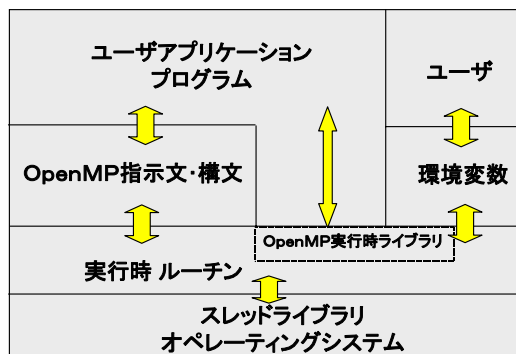 ユーザアプリケーション
プログラム
ユーザ
OpenMP指示文・構文
環境変数
OpenMP実行時ライブラリ
実行時 ルーチン
スレッドライブラリ
オペレーティングシステム